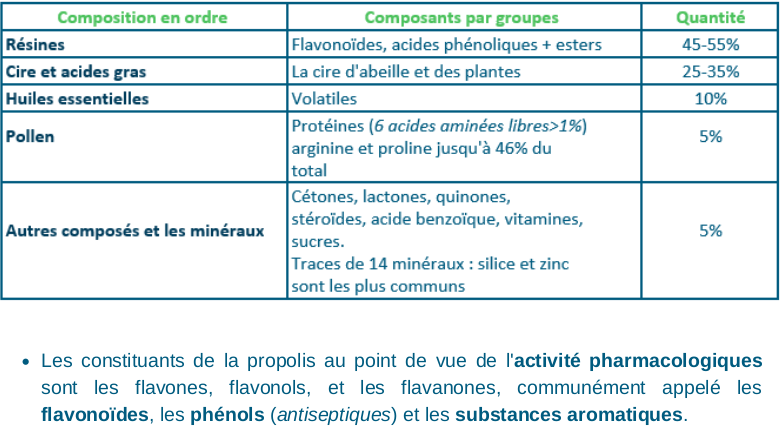 Composition en ordre Composants par groupes Quantité
Résines Flavonoïdes, acides phénoliques + esters 45-55%
Cire et acides gras La cire d'abeille et des plantes 25-35%
Huiles essentielles Volatiles 10%
Pollen Protéines (6 acides aminées libres>1%) arginine et proline jusqu'à 46% du total 5%
Autres composés et les minéraux Cétones, lactones, quinones, stéroïdes, acide benzoïque, vitamines, sucres. Traces de 14 minéraux : silice et zinc sont les plus communs 5%
• Les constituants de la propolis au point de vue de l'activité pharmacologiques
sont les flavones, flavonols, et les flavanones, communément appelé les
flavonoïdes, les phénols (antiseptiques) et les substances aromatiques.